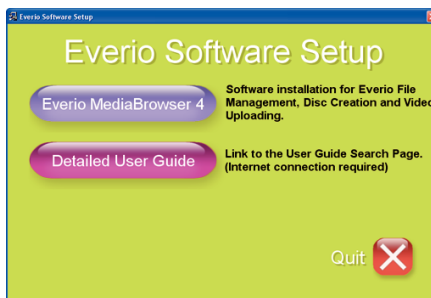 Everio Software Setup
Everio Software Setup
Everio MediaBrowser 4
Software installation for Everio File
Management, Disc Creation and Video
Uploading.
Detailed User Guide
Link to the User Guide Search Page.
(Internet connection required)
Quit